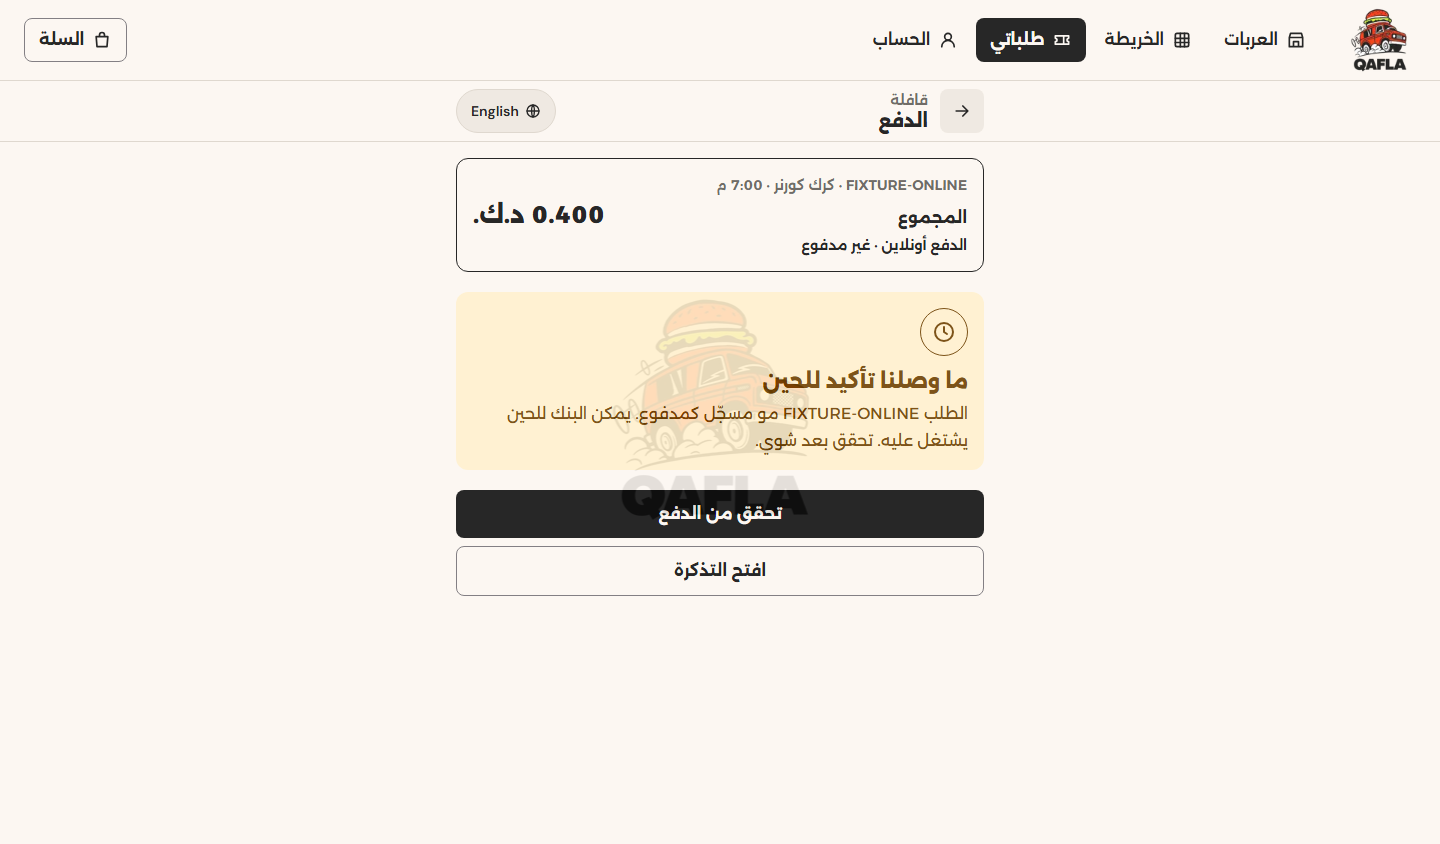 QAFLA
العربات
الخريطة
طلباتي
الحساب
السلة
قافلة
الدفع
English
FIXTURE-ONLINE · كرك كورنر · 7:00 م
المجموع
0.400 د.ك.
الدفع أونلاين · غير مدفوع
ما وصلنا تأكيد للحين
الطلب FIXTURE-ONLINE مو مسجّل كمدفوع. يمكن البنك للحين
يشتغل عليه. تحقق بعد شوي.
QAFLA
تحقق من الدفع
افتح التذكرة